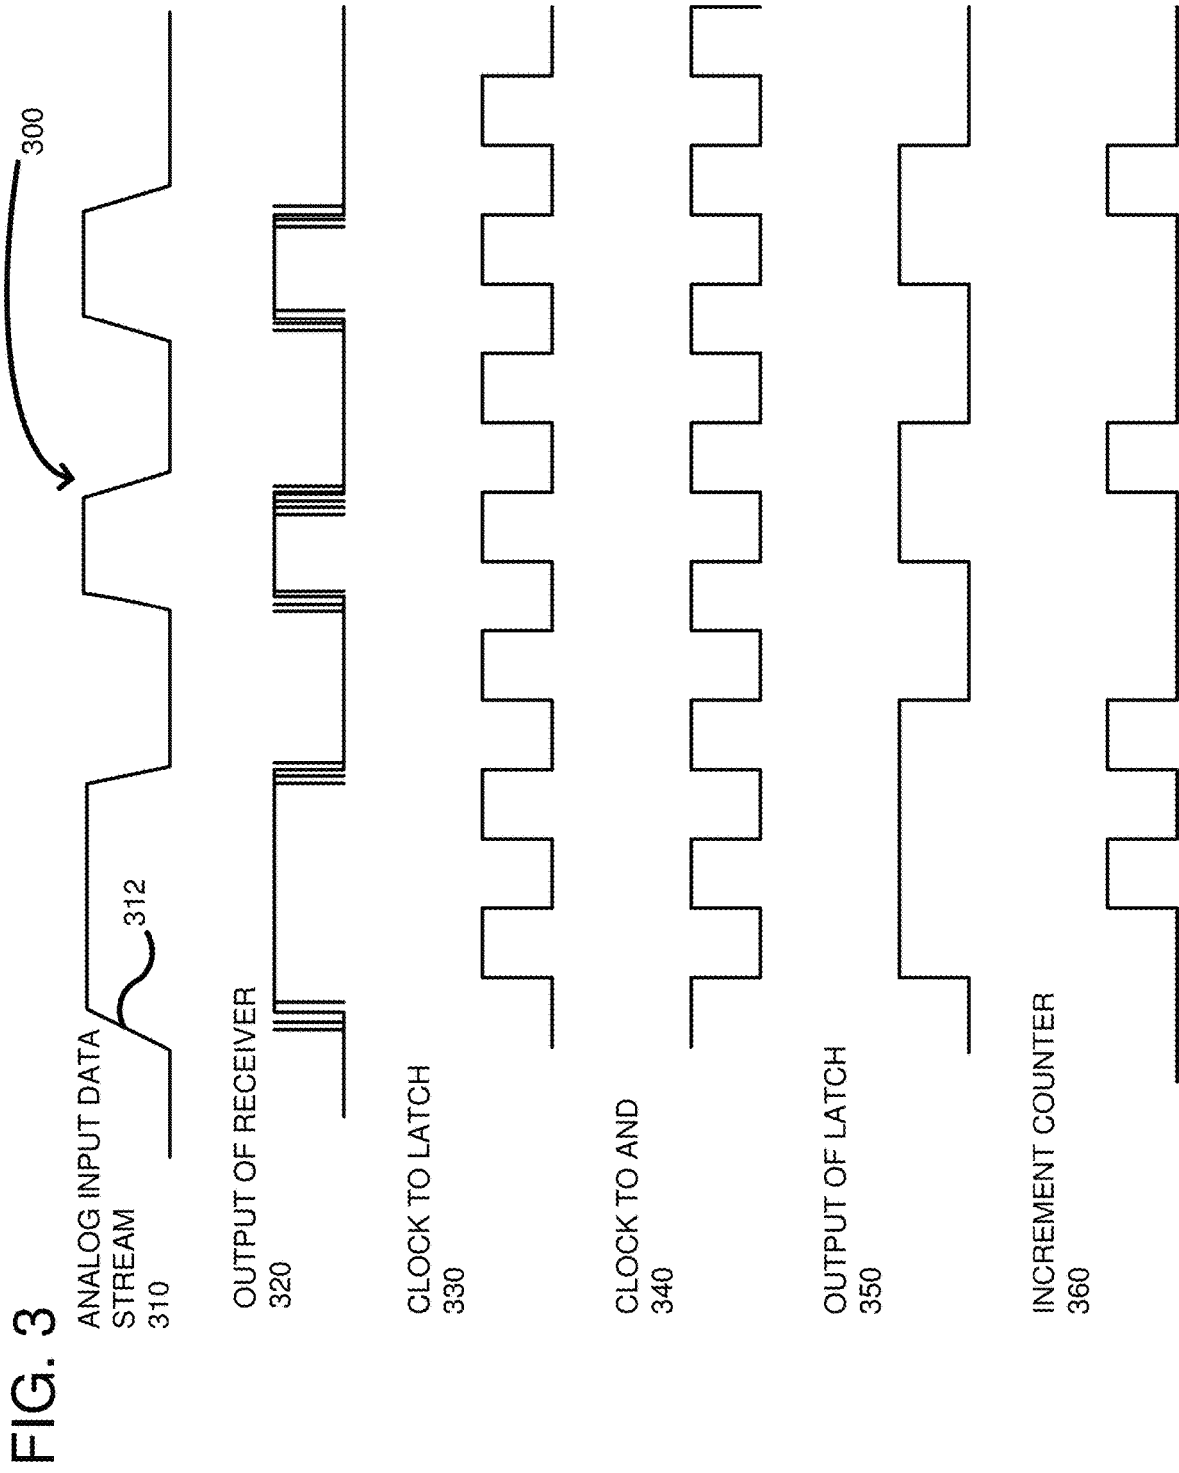 FIG. 3
300
ANALOG INPUT DATA
STREAM
310
312
OUTPUT OF RECEIVER
320
CLOCK TO LATCH
330
CLOCK TO AND
340
OUTPUT OF LATCH
350
INCREMENT COUNTER
360